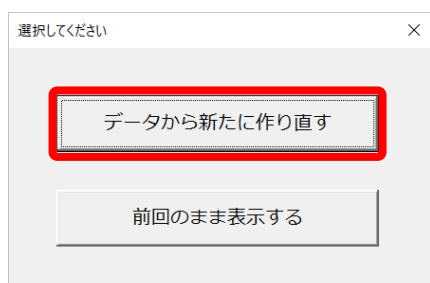 選択してください
データから新たに作り直す
前回のまま表示する